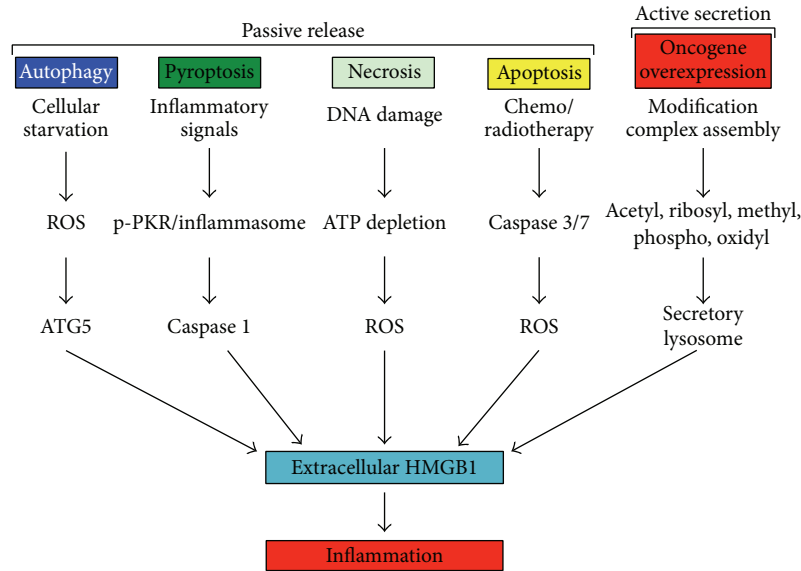 Passive release
Active secretion
Autophagy
Pyroptosis
Necrosis
Apoptosis
Oncogene
overexpression
Cellular
starvation
Inflammatory
signals
DNA damage
Chemo/
radiotherapy
Modification
complex assembly
ROS
p-PKR/inflammasome
ATP depletion
Caspase 3/7
Acetyl, ribosyl, methyl,
phospho, oxidyl
ATG5
Caspase 1
ROS
ROS
Secretory
lysosome
Extracellular HMGB1
Inflammation